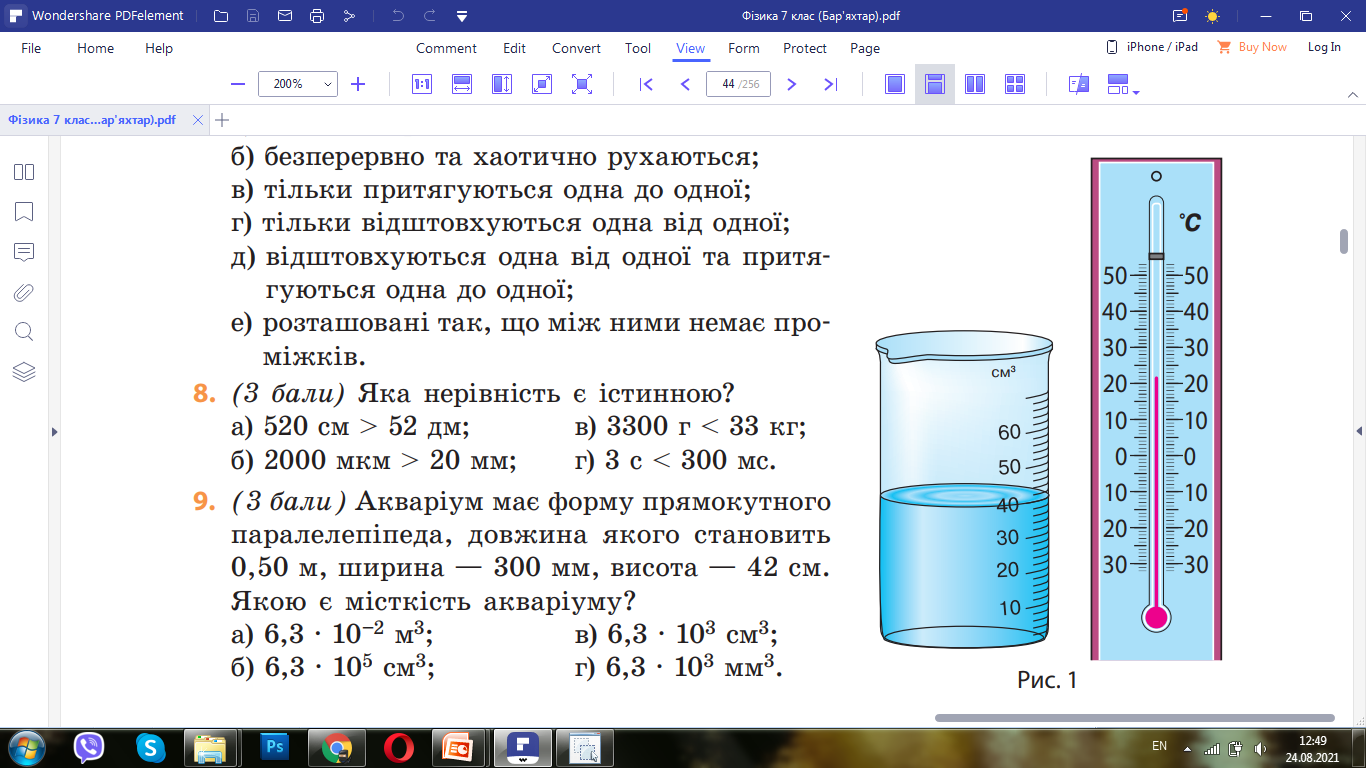 Wondershare PDFelement
Фізика 7 клас (Бар'яхтар).pdf
File Home Help Comment Edit Convert Tool View Form Protect Page iPhone / iPad Buy Now Log In
200% 44 /256
Фізика 7 клас...ар'яхтар).pdf
б) безперервно та хаотично рухаються;
в) тільки притягуються одна до одної;
г) тільки відштовхуються одна від одної;
д) відштовхуються одна від одної та притя-
гуються одна до одної;
е) розташовані так, що між ними немає про-
міжків.
8. (3 бали) Яка нерівність є істинною?
а) 520 см > 52 дм; в) 3300 г < 33 кг;
б) 2000 мкм > 20 мм; г) 3 с < 300 мс.
9. (3 бали) Акваріум має форму прямокутного
паралелепіпеда, довжина якого становить
0,50 м, ширина — 300 мм, висота — 42 см.
Якою є місткість акваріуму?
а) 6,3 · 10⁻² м³; в) 6,3 · 10³ см³;
б) 6,3 · 10⁵ см³; г) 6,3 · 10³ мм³.
см³
60
50
40
30
20
10
°C
50 50
40 40
30 30
20 20
10 10
0 0
10 10
20 20
30 30
Рис. 1
Ps
EN
12:49
24.08.2021